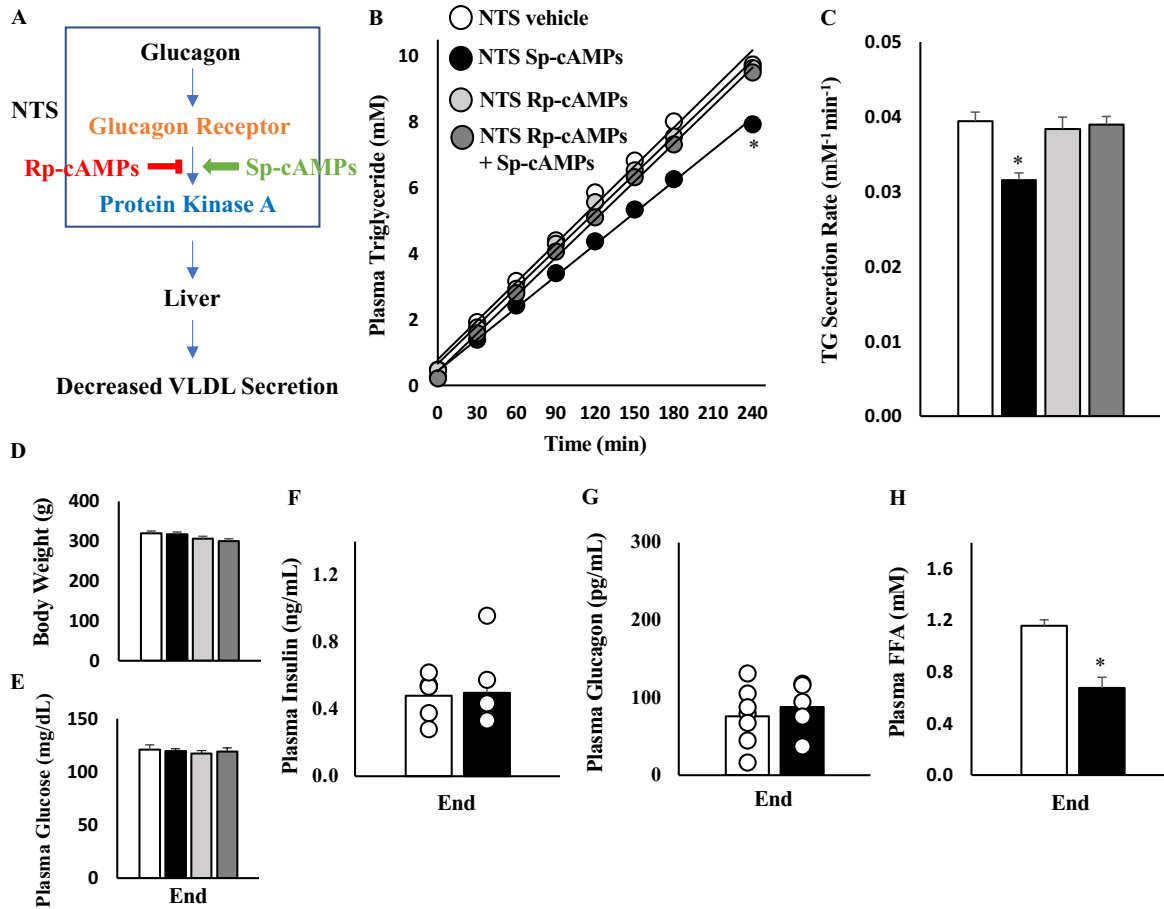 A
Glucagon
NTS
Glucagon Receptor
Rp-cAMPs
Sp-cAMPs
Protein Kinase A
Liver
Decreased VLDL Secretion
B
NTS vehicle
NTS Sp-cAMPs
NTS Rp-cAMPs
NTS Rp-cAMPs
+ Sp-cAMPs
Plasma Triglyceride (mM)
10
8
6
4
2
0
*
0 30 60 90 120 150 180 210 240
Time (min)
C
TG Secretion Rate (mM⁻¹min⁻¹)
0.05
0.04
0.03
0.02
0.01
0.00
*
D
Body Weight (g)
400
300
200
100
0
E
Plasma Glucose (mg/dL)
150
100
50
0
End
F
Plasma Insulin (ng/mL)
1.2
0.8
0.4
0.0
End
G
Plasma Glucagon (pg/mL)
300
200
100
0
End
H
Plasma FFA (mM)
1.6
1.2
0.8
0.4
0.0
*
End